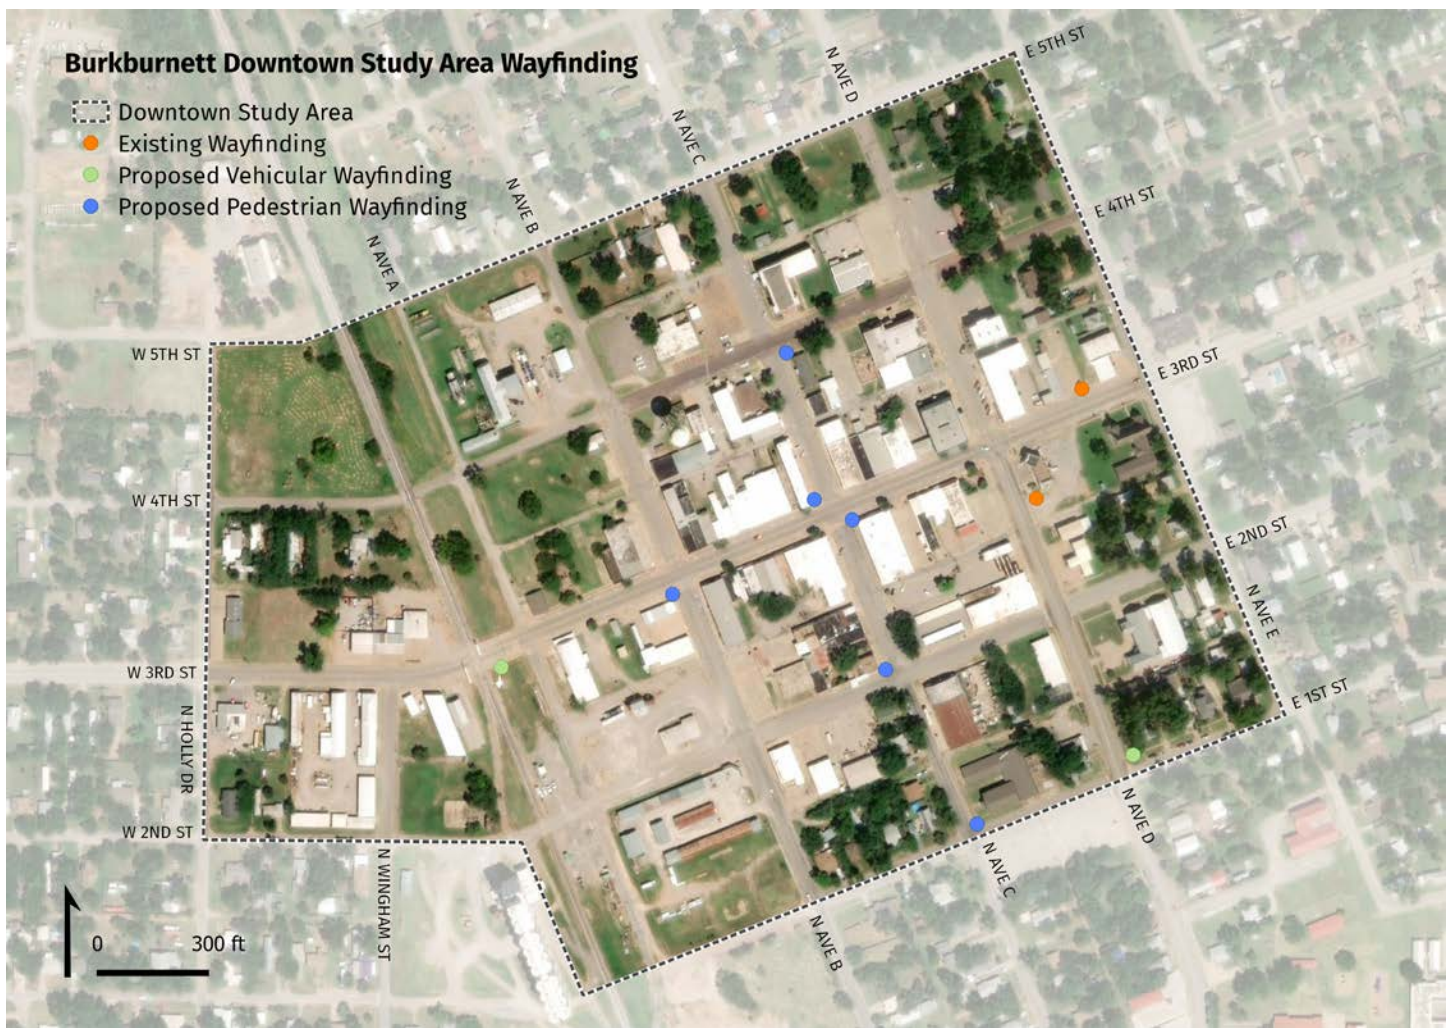 Burkburnett Downtown Study Area Wayfinding
Downtown Study Area
Existing Wayfinding
Proposed Vehicular Wayfinding
Proposed Pedestrian Wayfinding
E 5TH ST
N AVE D
N AVE C
N AVE B
N AVE A
E 4TH ST
W 5TH ST
E 3RD ST
W 4TH ST
E 2ND ST
N AVE E
W 3RD ST
E 1ST ST
N HOLLY DR
W 2ND ST
N AVE D
N WINGHAM ST
N AVE C
N AVE B
0 300 ft